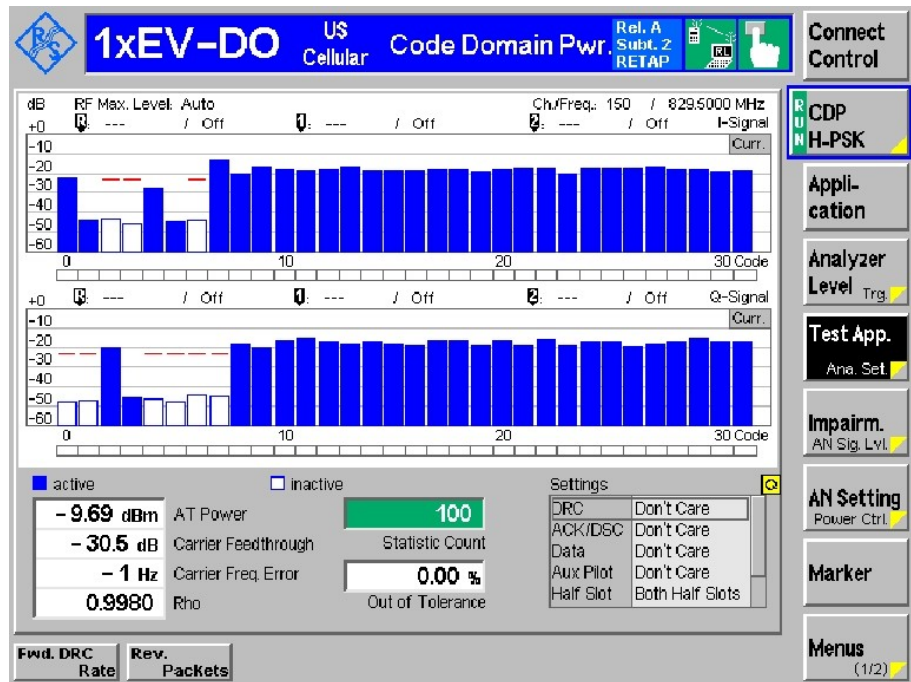 1xEV-DO US Cellular Code Domain Pwr. Rel. A Subt. 2 RETAP RL
R&S
Connect Control
dB RF Max. Level: Auto Ch./Freq.: 150 / 829.5000 MHz
+0 R: --- / Off 1: --- / Off 2: --- / Off I-Signal
-10 Curr.
-20
-30
-40
-50
-60
0 10 20 30 Code
+0 R: --- / Off 1: --- / Off 2: --- / Off Q-Signal
-10 Curr.
-20
-30
-40
-50
-60
0 10 20 30 Code
active inactive
- 9.69 dBm AT Power
- 30.5 dB Carrier Feedthrough
- 1 Hz Carrier Freq. Error
0.9980 Rho
100
Statistic Count
0.00 %
Out of Tolerance
Settings
DRC Don't Care
ACK/DSC Don't Care
Data Don't Care
Aux Pilot Don't Care
Half Slot Both Half Slots
RUN
CDP H-PSK
Appli-
cation
Analyzer
Level Trg.
Test App.
Ana. Set.
Impairm.
AN Sig. Lvl.
AN Setting
Power Ctrl.
Marker
Menus
(1/2)
Fwd. DRC
Rate
Rev.
Packets